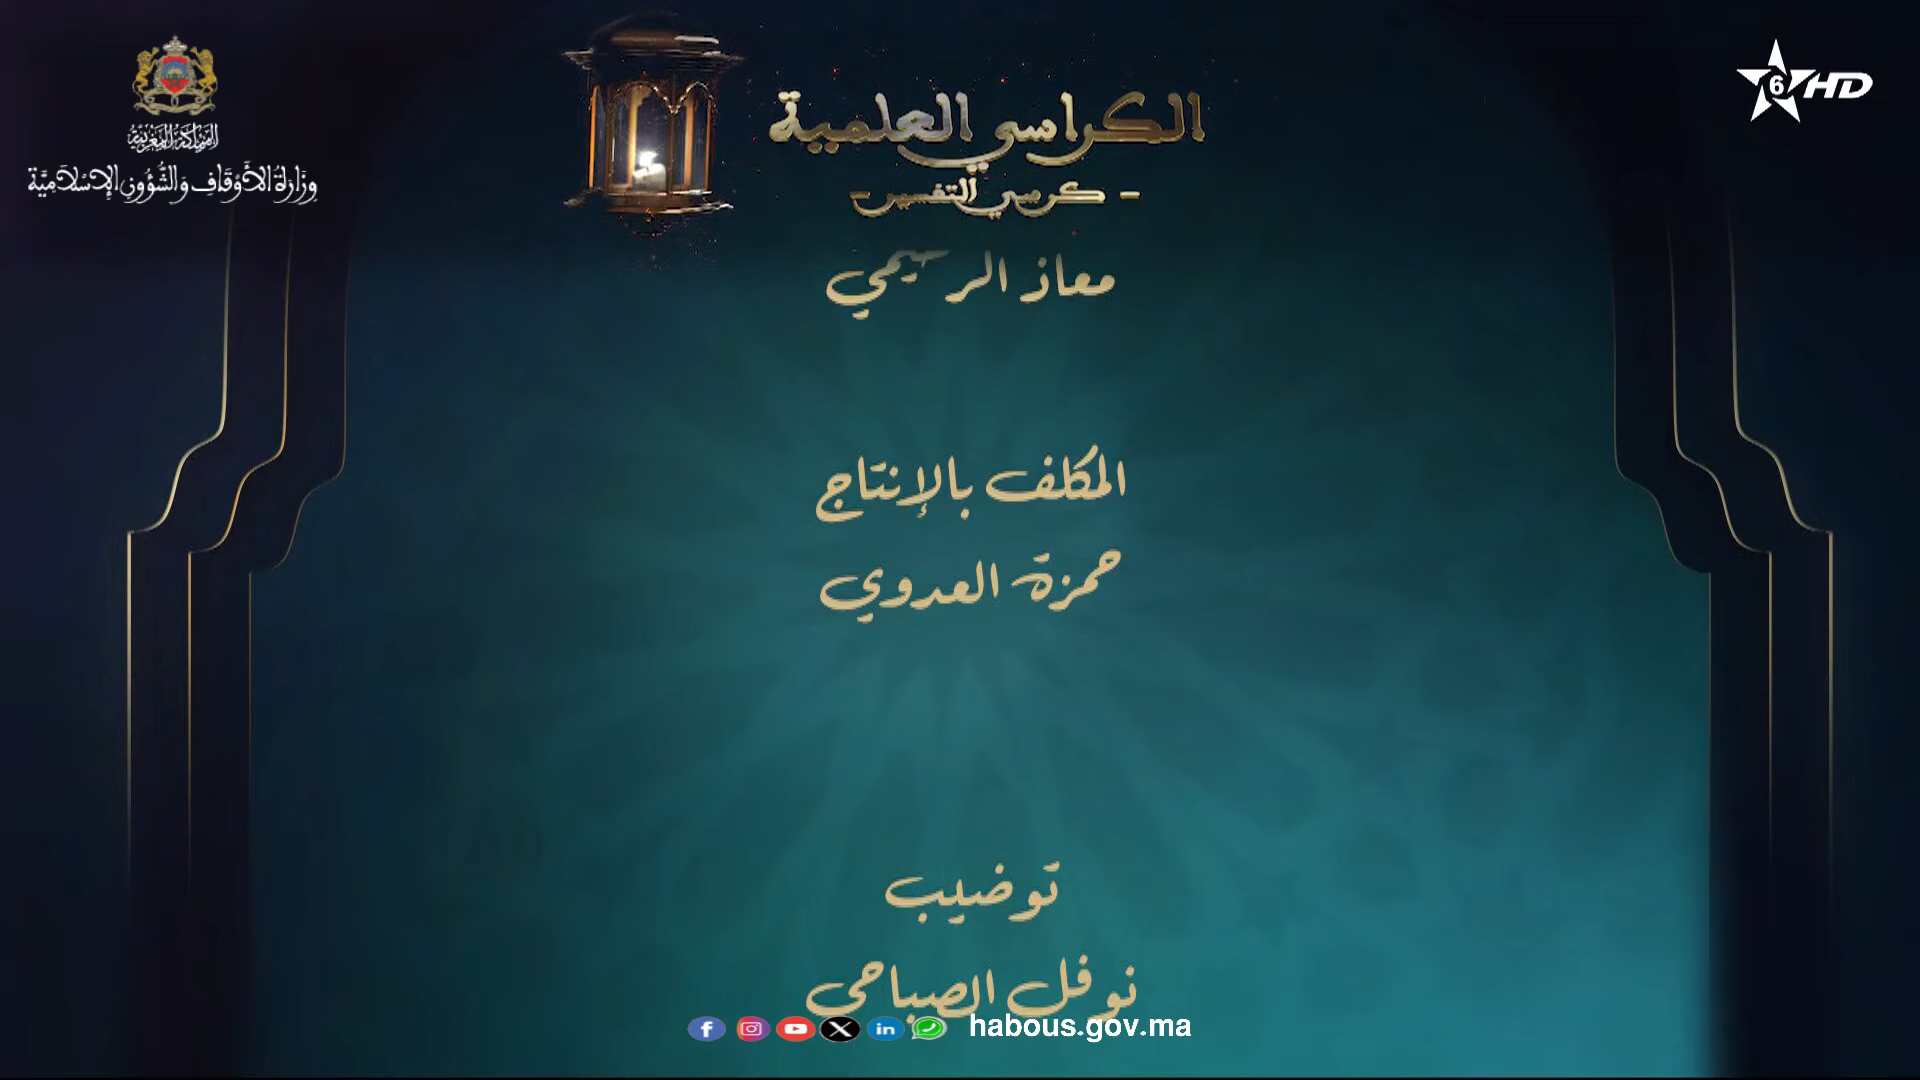 المملكة المغربية
وزارة الأوقاف والشؤون الإسلامية
6 HD
الكراسي العلمية
- كرسي التفسير -
معاذ الرحيمي
المكلف بالإنتاج
حمزة العدوي
توضيب
نوفل الصباحي
habous.gov.ma